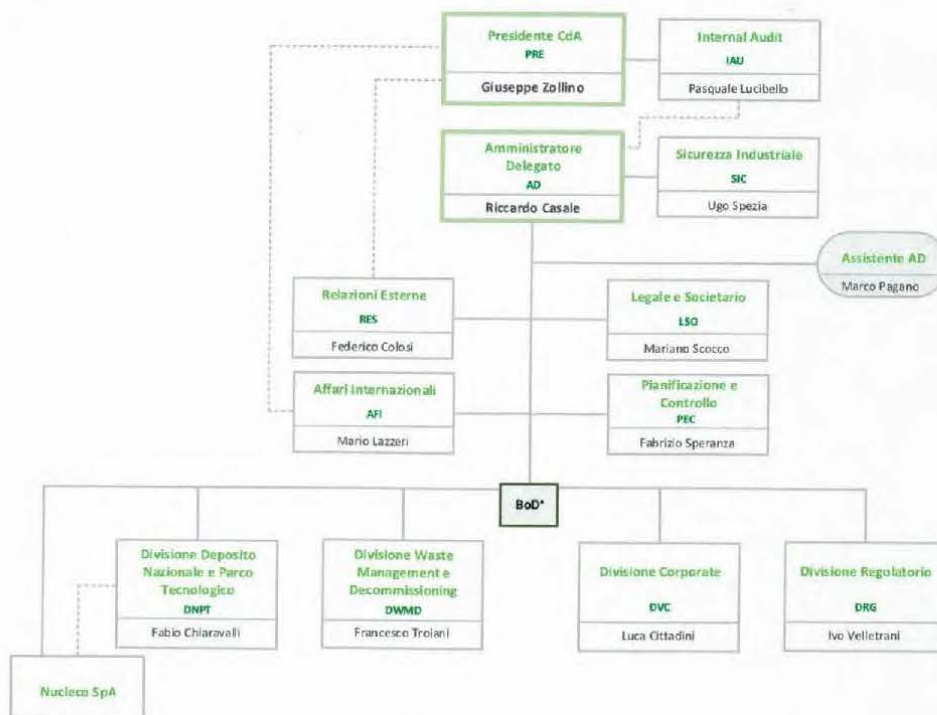 Presidente CdA
PRE
Giuseppe Zollino
Internal Audit
IAU
Pasquale Lucibello
Amministratore
Delegato
AD
Riccardo Casale
Sicurezza Industriale
SIC
Ugo Spezia
Assistente AD
Marco Pagano
Relazioni Esterne
RES
Federico Colosi
Legale e Societario
LSO
Mariano Scocco
Affari Internazionali
AFI
Mario Lazzeri
Pianificazione e
Controllo
PEC
Fabrizio Speranza
BoD*
Divisione Deposito
Nazionale e Parco
Tecnologico
DNPT
Fabio Chiaravalli
Divisione Waste
Management e
Decommissioning
DWMD
Francesco Troiani
Divisione Corporate
DVC
Luca Cittadini
Divisione Regolatorio
DRG
Ivo Velletrani
Nucleco SpA